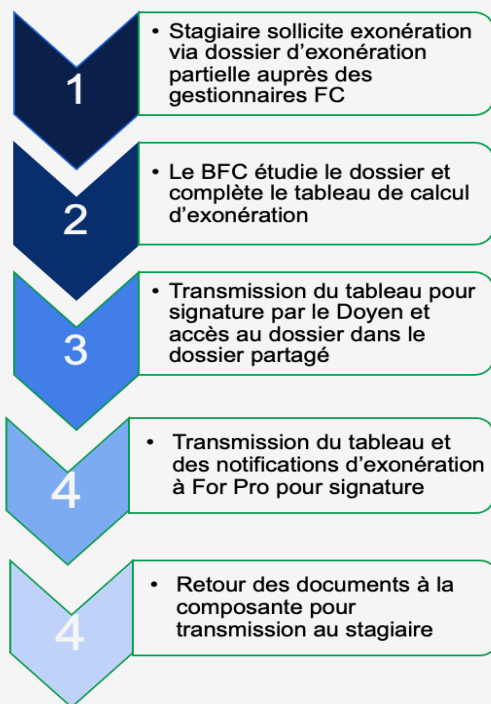 1
• Stagiaire sollicite exonération
via dossier d'exonération
partielle auprès des
gestionnaires FC
2
• Le BFC étudie le dossier et
complète le tableau de calcul
d'exonération
3
• Transmission du tableau pour
signature par le Doyen et
accès au dossier dans le
dossier partagé
4
• Transmission du tableau et
des notifications d'exonération
à For Pro pour signature
4
• Retour des documents à la
composante pour
transmission au stagiaire